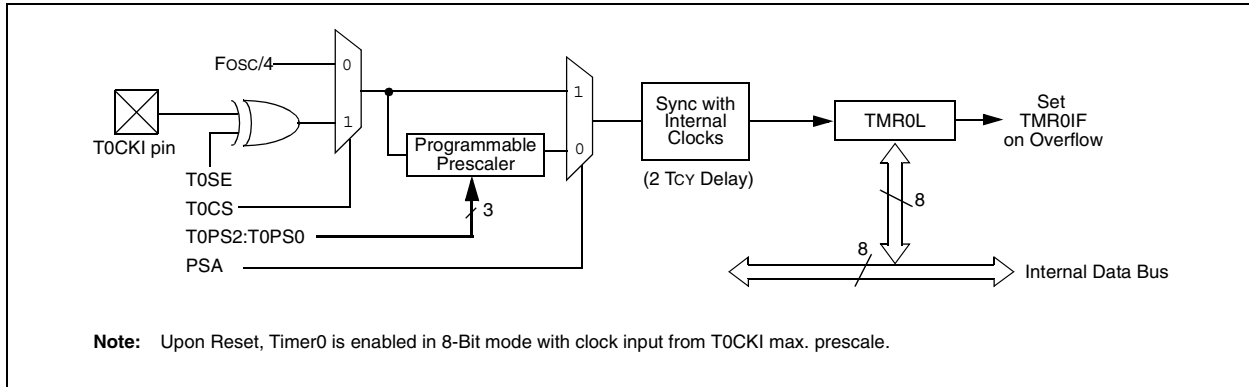 FOSC/4
0
1
T0CKI pin
T0SE
T0CS
T0PS2:T0PS0
PSA
Programmable
Prescaler
3
1
0
Sync with
Internal
Clocks
(2 TCY Delay)
TMR0L
Set
TMR0IF
on Overflow
8
8
Internal Data Bus
Note: Upon Reset, Timer0 is enabled in 8-Bit mode with clock input from T0CKI max. prescale.